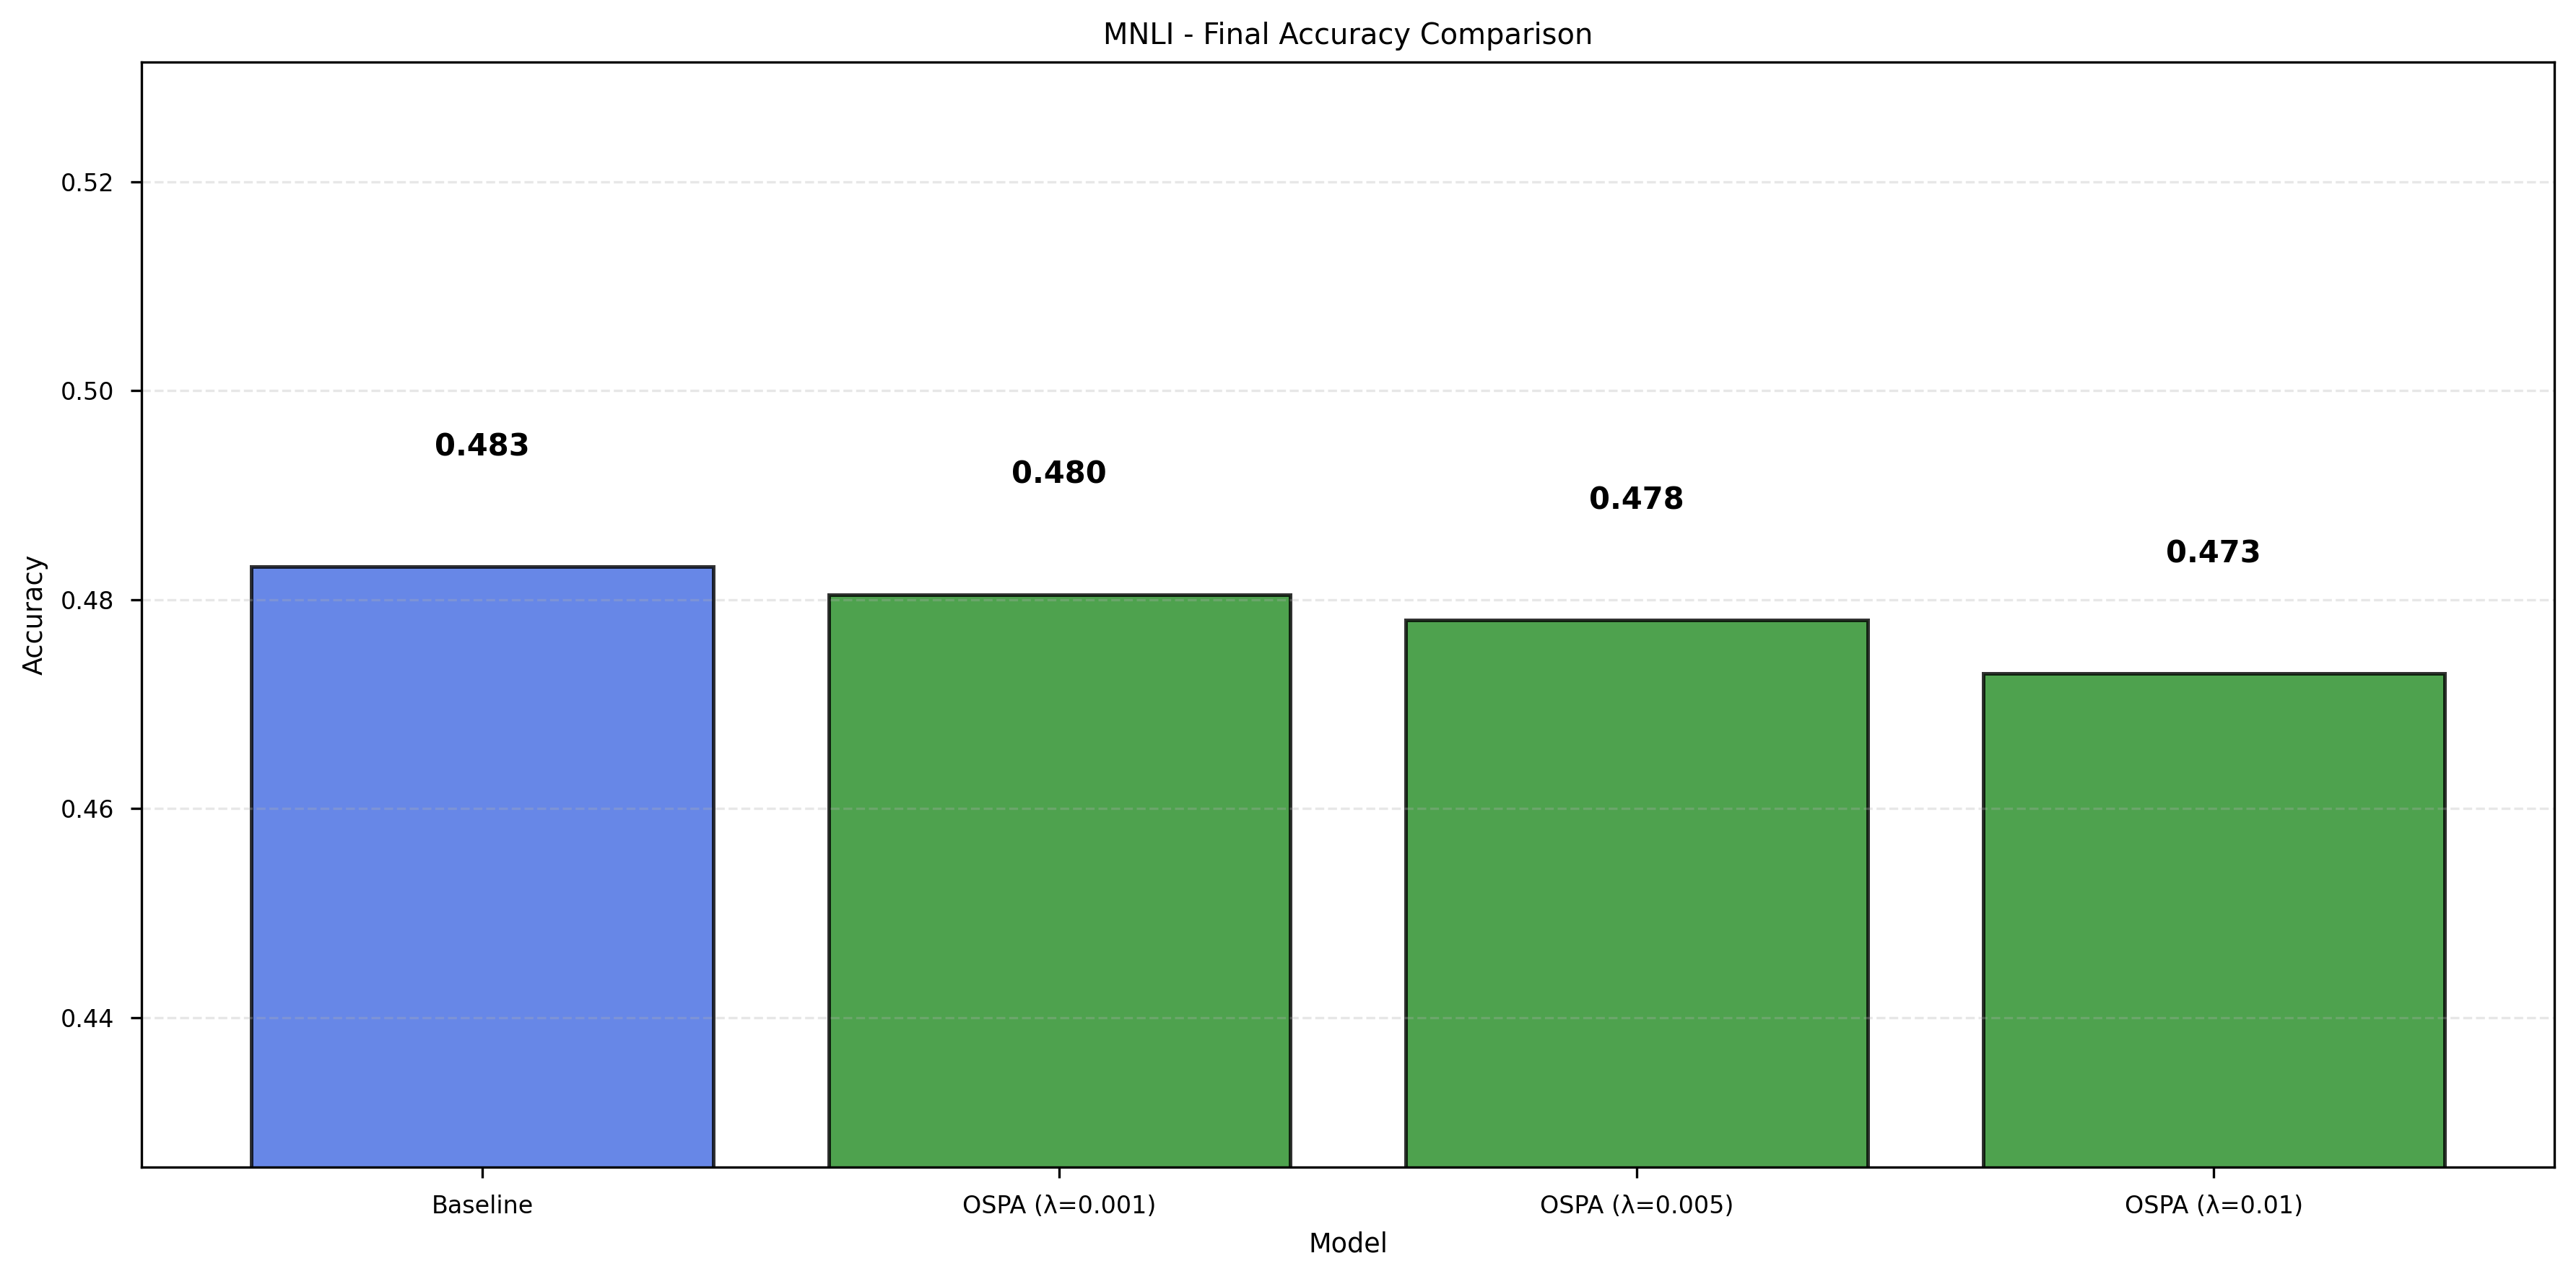 MNLI - Final Accuracy Comparison
0.52
0.50
0.48
0.46
0.44
Accuracy
0.483
0.480
0.478
0.473
Baseline
OSPA (λ=0.001)
OSPA (λ=0.005)
OSPA (λ=0.01)
Model